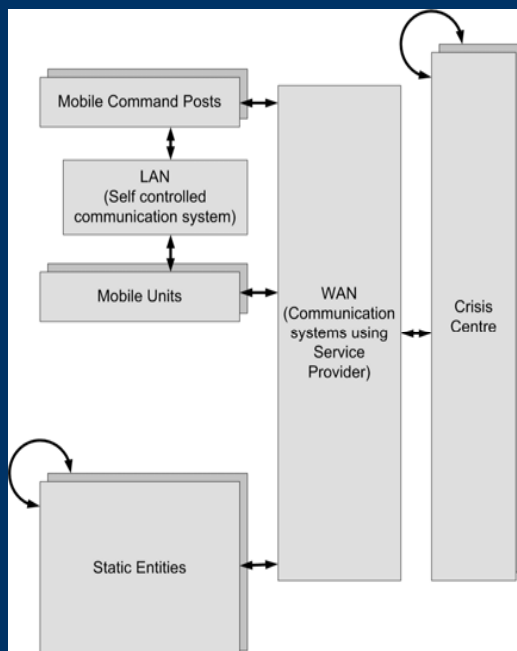 Mobile Command Posts
LAN
(Self controlled
communication system)
Mobile Units
WAN
(Communication
systems using
Service
Provider)
Crisis
Centre
Static Entities